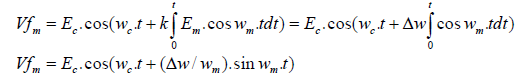 Vf_m = E_c.cos(w_c.t + k∫_0^t E_m.cos w_m.tdt) = E_c.cos(w_c.t + Δw∫_0^t cos w_m.tdt)
Vf_m = E_c.cos(w_c.t + (Δw / w_m).sin w_m.t)